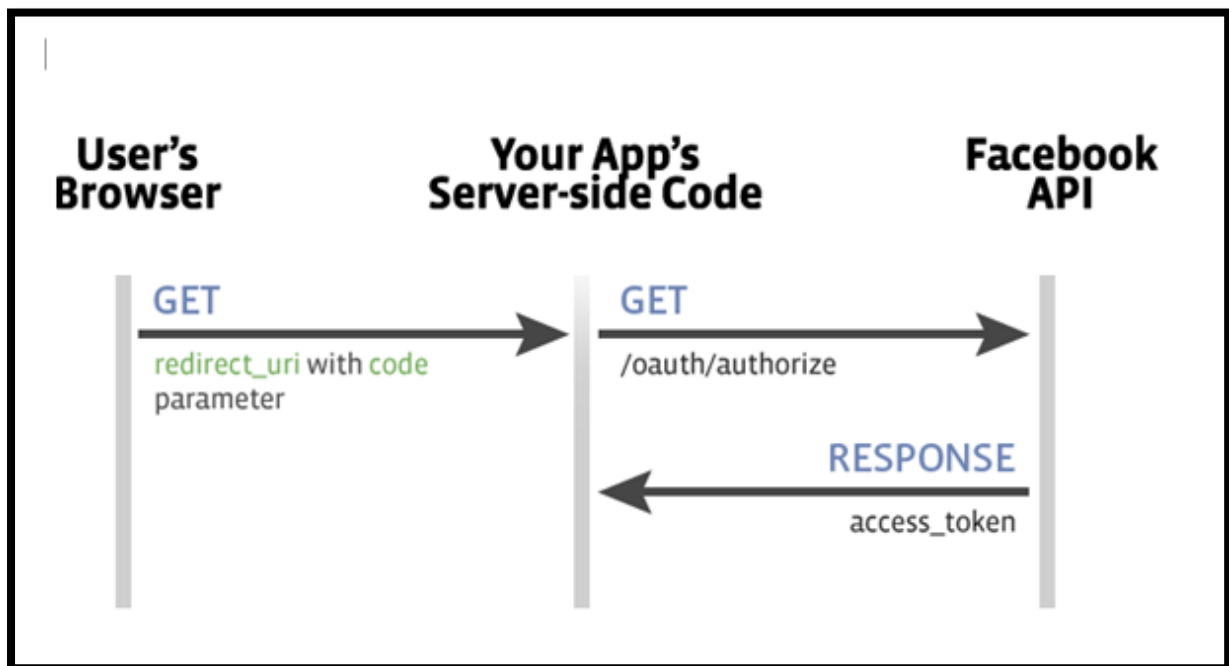 User's
Browser
Your App's
Server-side Code
Facebook
API
GET
redirect_uri with code
parameter
GET
/oauth/authorize
RESPONSE
access_token